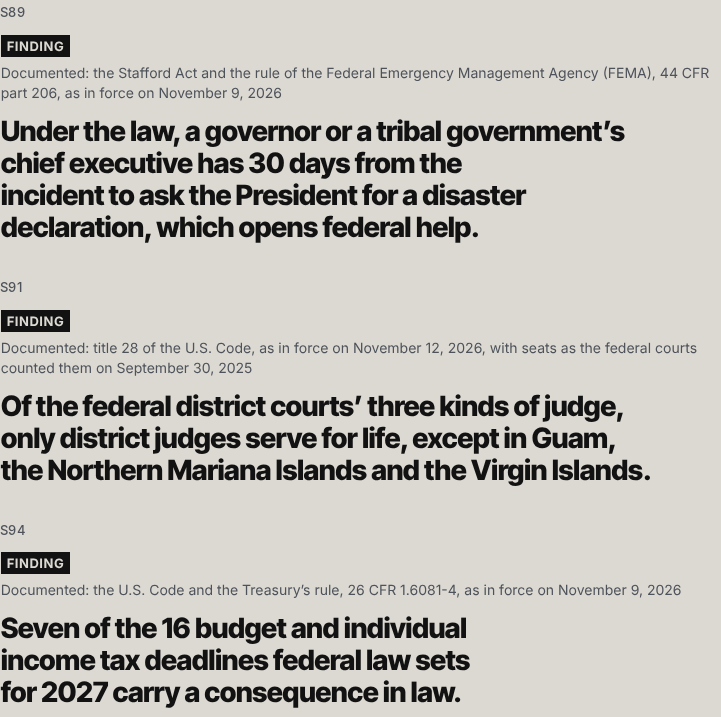 S89
FINDING
Documented: the Stafford Act and the rule of the Federal Emergency Management Agency (FEMA), 44 CFR
part 206, as in force on November 9, 2026
Under the law, a governor or a tribal government’s
chief executive has 30 days from the
incident to ask the President for a disaster
declaration, which opens federal help.
S91
FINDING
Documented: title 28 of the U.S. Code, as in force on November 12, 2026, with seats as the federal courts
counted them on September 30, 2025
Of the federal district courts’ three kinds of judge,
only district judges serve for life, except in Guam,
the Northern Mariana Islands and the Virgin Islands.
S94
FINDING
Documented: the U.S. Code and the Treasury’s rule, 26 CFR 1.6081-4, as in force on November 9, 2026
Seven of the 16 budget and individual
income tax deadlines federal law sets
for 2027 carry a consequence in law.